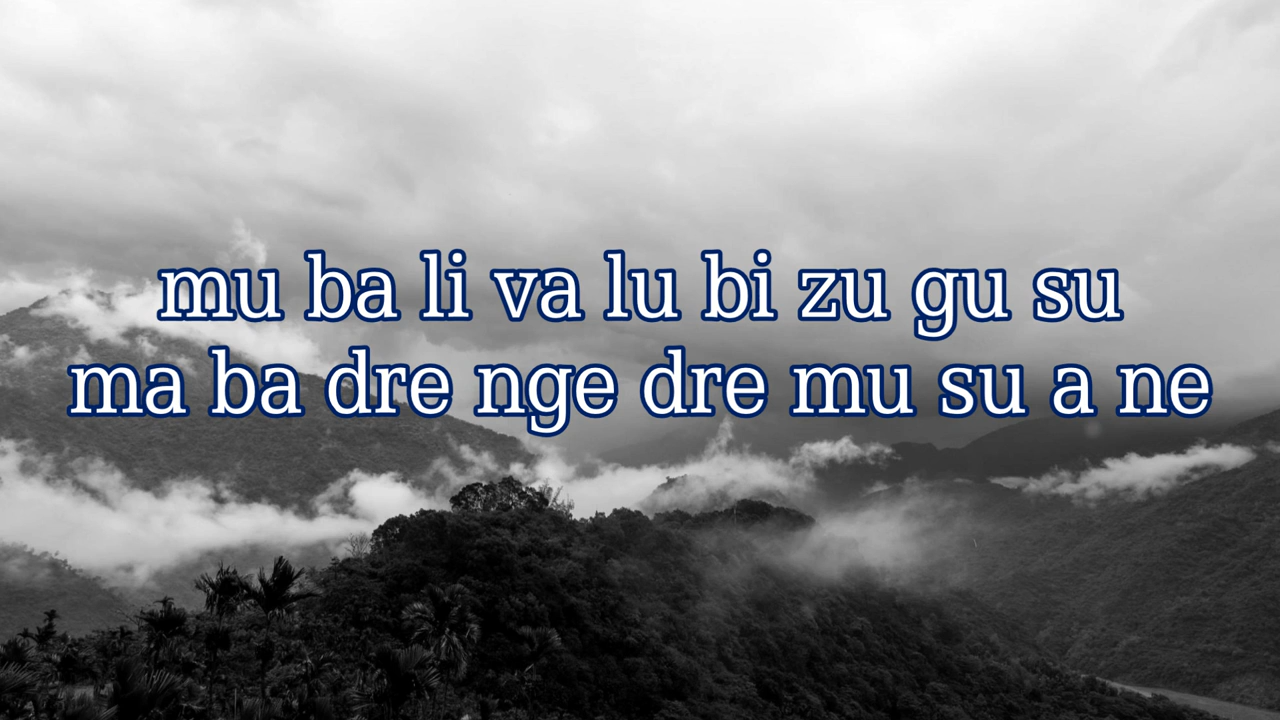 mu ba li va lu bi zu gu su
ma ba dre nge dre mu su a ne